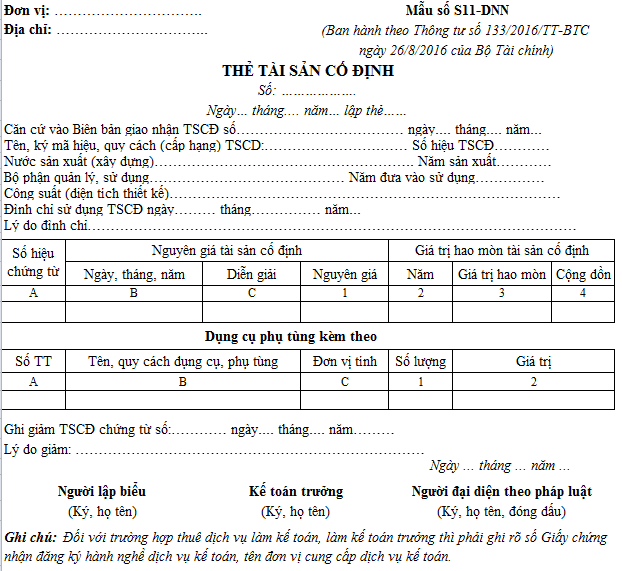 Đơn vị: ………………………..
Mẫu số S11-DNN
Địa chỉ: ……………………..
(Ban hành theo Thông tư số 133/2016/TT-BTC
ngày 26/8/2016 của Bộ Tài chính)
THẺ TÀI SẢN CỐ ĐỊNH
Số: ……………….
Ngày… tháng…. năm… lập thẻ……
Căn cứ vào Biên bản giao nhận TSCĐ số…………………………… ngày…. tháng…. năm…
Tên, ký mã hiệu, quy cách (cấp hạng) TSCD:………………………. Số hiệu TSCĐ…………
Nước sản xuất (xây dựng)……………………………………… Năm sản xuất…………
Bộ phận quản lý, sử dụng……………………………… Năm đưa vào sử dụng……………
Công suất (diện tích thiết kế)……………………………………………………………
Đình chỉ sử dụng TSCĐ ngày……… tháng……………. năm…
Lý do đình chỉ……………………………………………………………………………
Số hiệu chứng từ | Nguyên giá tài sản cố định | Giá trị hao mòn tài sản cố định
Ngày, tháng, năm | Diễn giải | Nguyên giá | Năm | Giá trị hao mòn | Cộng dồn
A | B | C | 1 | 2 | 3 | 4
Dụng cụ phụ tùng kèm theo
Số TT | Tên, quy cách dụng cụ, phụ tùng | Đơn vị tính | Số lượng | Giá trị
A | B | C | 1 | 2
Ghi giảm TSCĐ chứng từ số:………… ngày…. tháng…. năm………
Lý do giảm: ……………………………………………………………
Ngày … tháng … năm …
Người lập biểu
Kế toán trưởng
Người đại diện theo pháp luật
(Ký, họ tên)
(Ký, họ tên)
(Ký, họ tên, đóng dấu)
Ghi chú: Đối với trường hợp thuê dịch vụ làm kế toán, làm kế toán trưởng thì phải ghi rõ số Giấy chứng
nhận đăng ký hành nghề dịch vụ kế toán, tên đơn vị cung cấp dịch vụ kế toán.